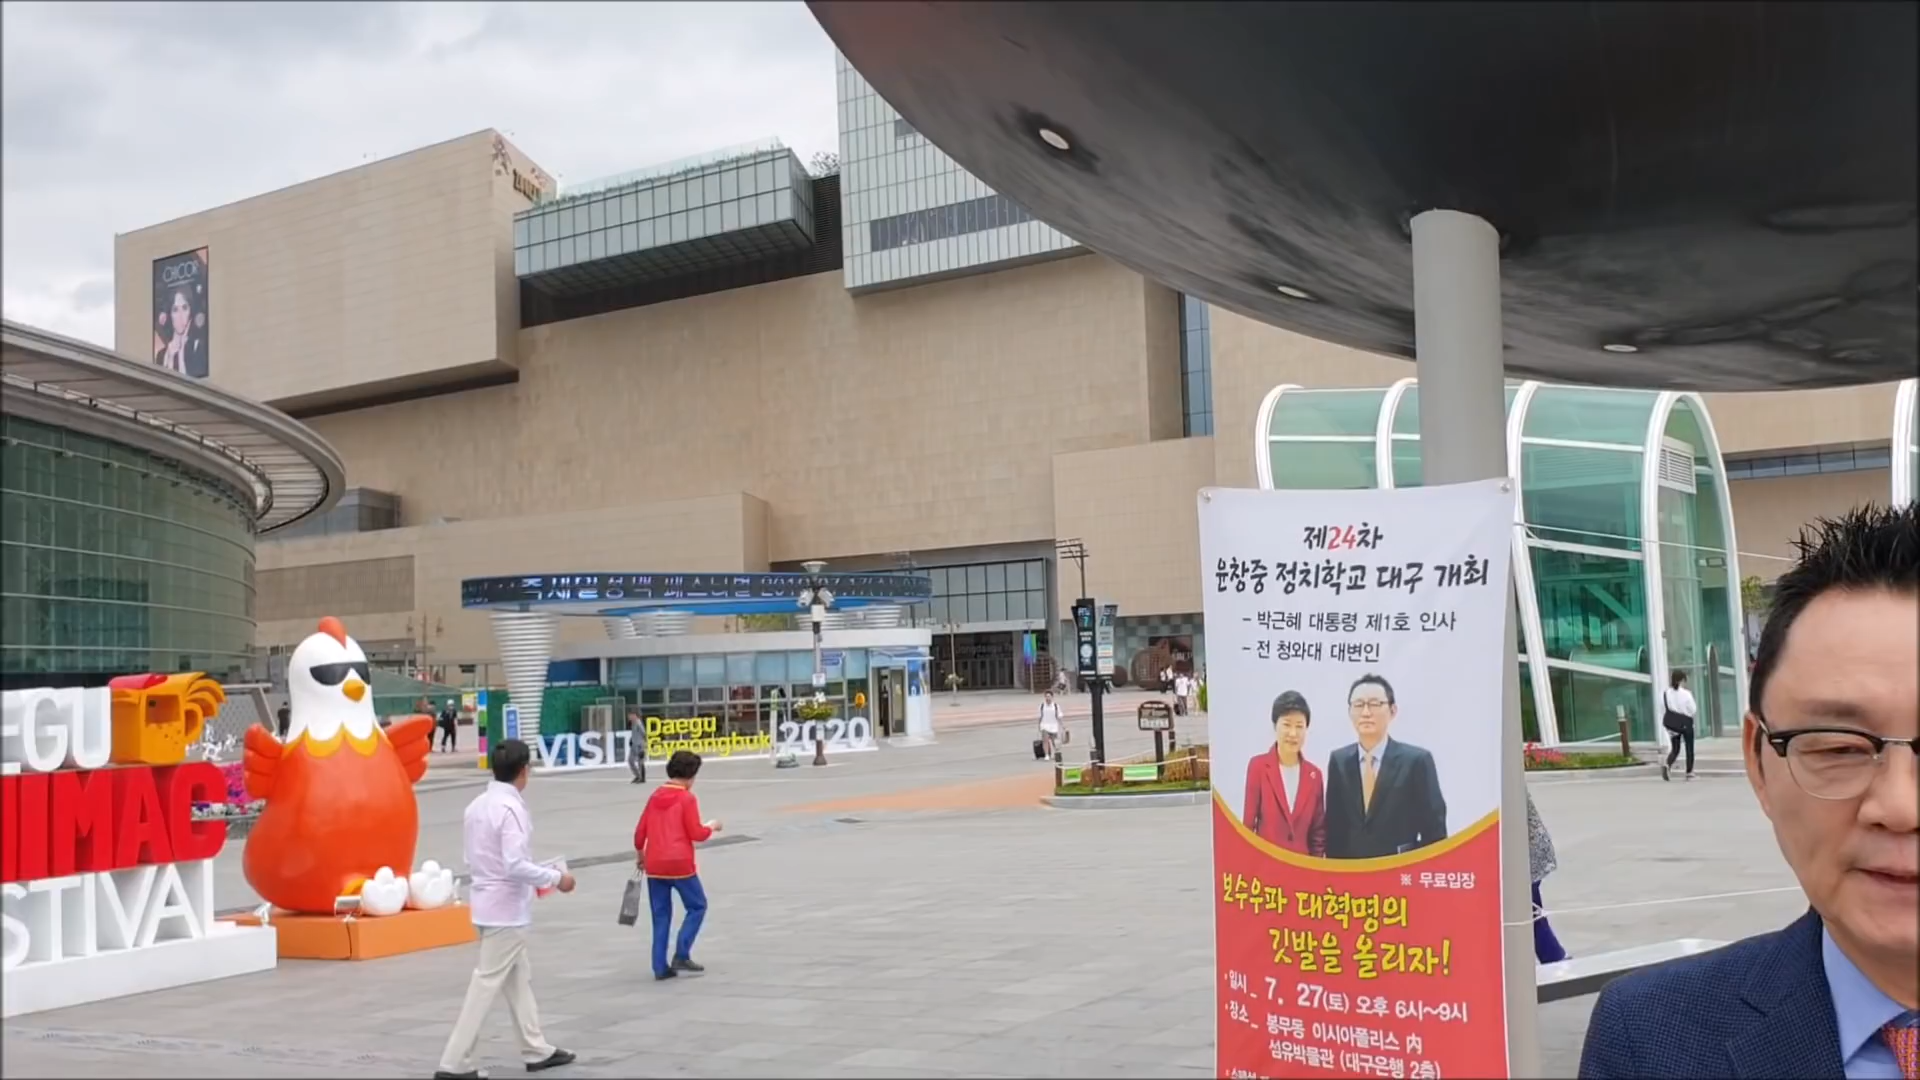 CHICOR
EGU
IMAC
STIVAL
VISIT
Daegu
Gyeongbuk
2020
제24차
윤창중 정치학교 대구 개최
- 박근혜 대통령 제1호 인사
- 전 청와대 대변인
※ 무료입장
보수우파 대혁명의
깃발을 올리자!
· 일시 _ 7. 27(토) 오후 6시~9시
· 장소 _ 봉무동 이시아폴리스 內
섬유박물관 (대구은행 2층)